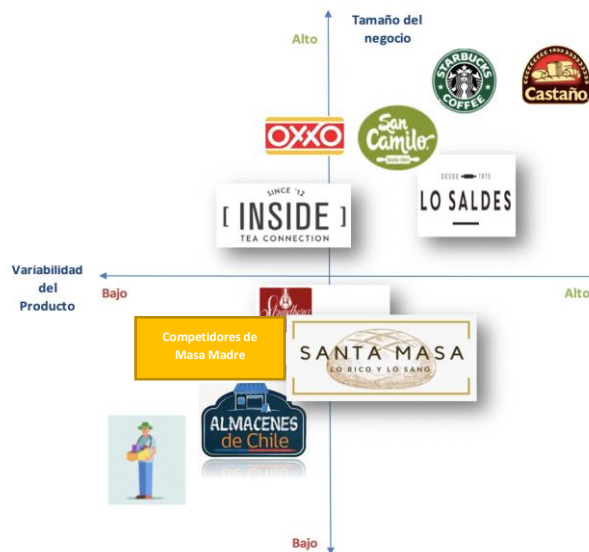 Alto
Tamaño del
negocio
STARBUCKS
COFFEE
Castaño
OXXO
San
Camilo
DESDE 1975
LO SALDES
SINCE '12
[ INSIDE ]
TEA CONNECTION
Variabilidad
del
Producto
Bajo
Alto
Competidores de
Masa Madre
SANTA MASA
LO RICO Y LO SANO
ALMACENES
de Chile
Bajo